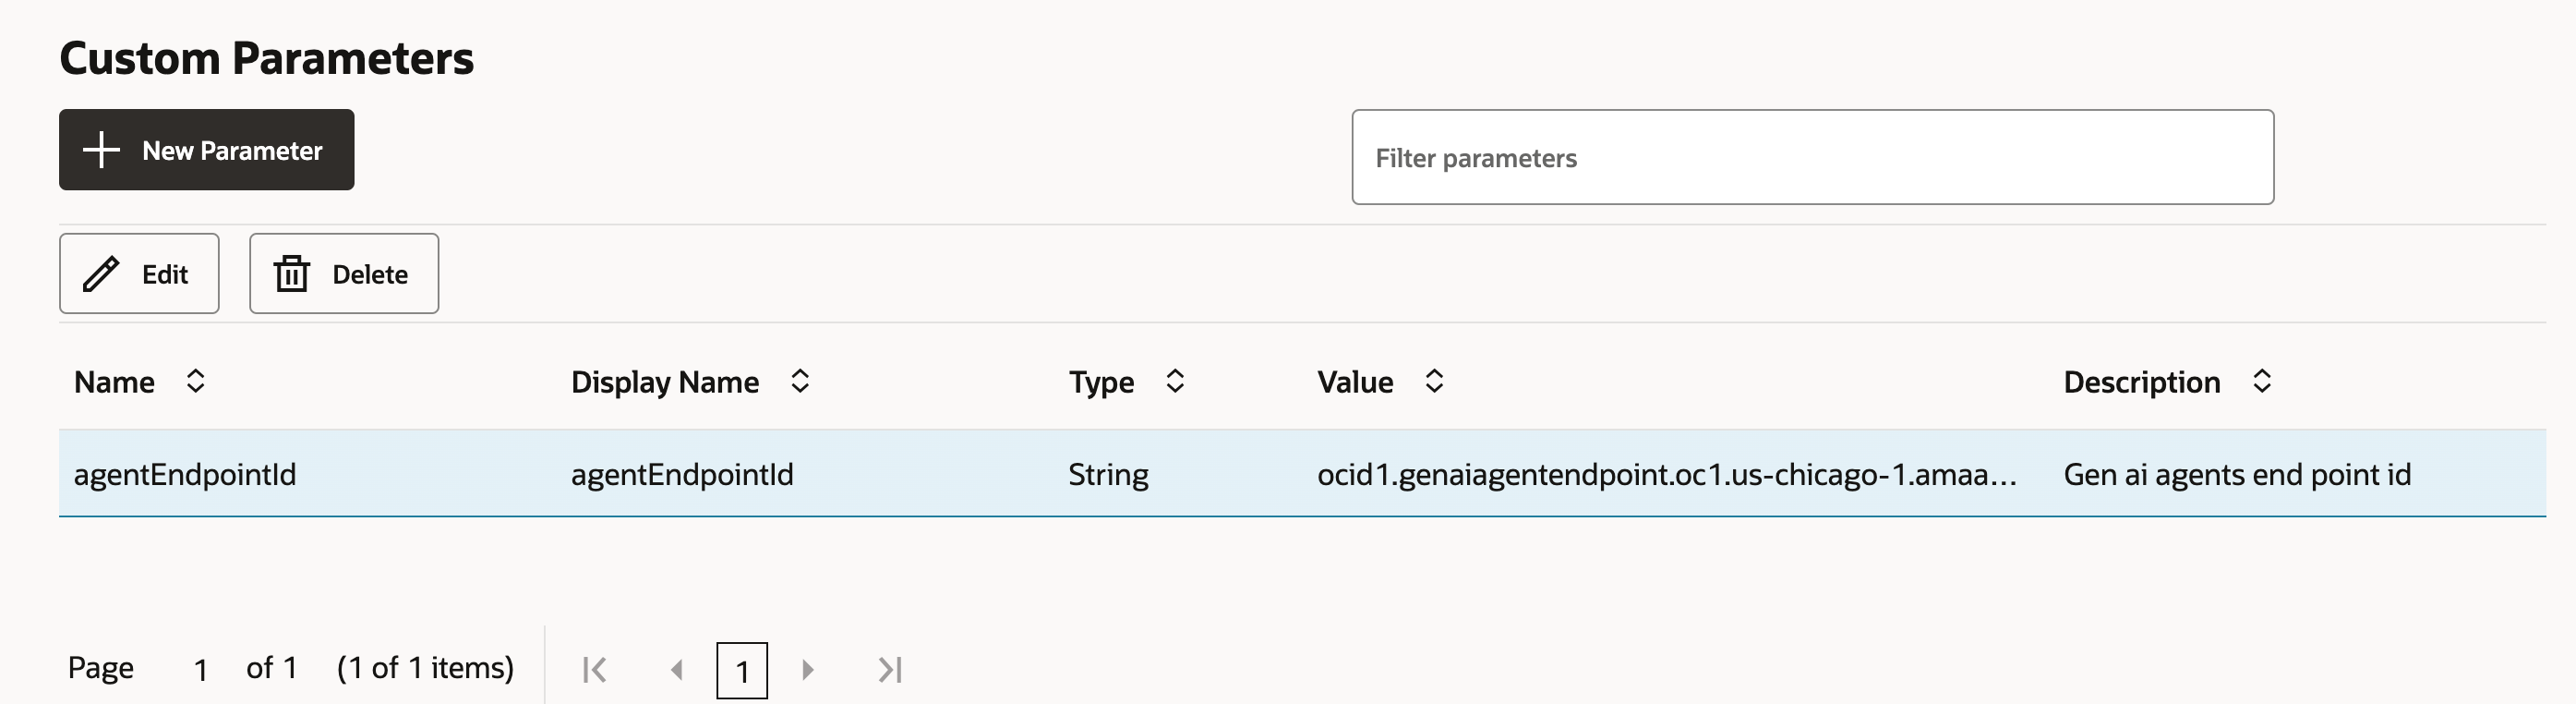 Custom Parameters
New Parameter
Filter parameters
Edit Delete
Name Display Name Type Value Description
agentEndpointId agentEndpointId String ocid1.genaiagentendpoint.oc1.us-chicago-1.amaa... Gen ai agents end point id
Page 1 of 1 (1 of 1 items) 1